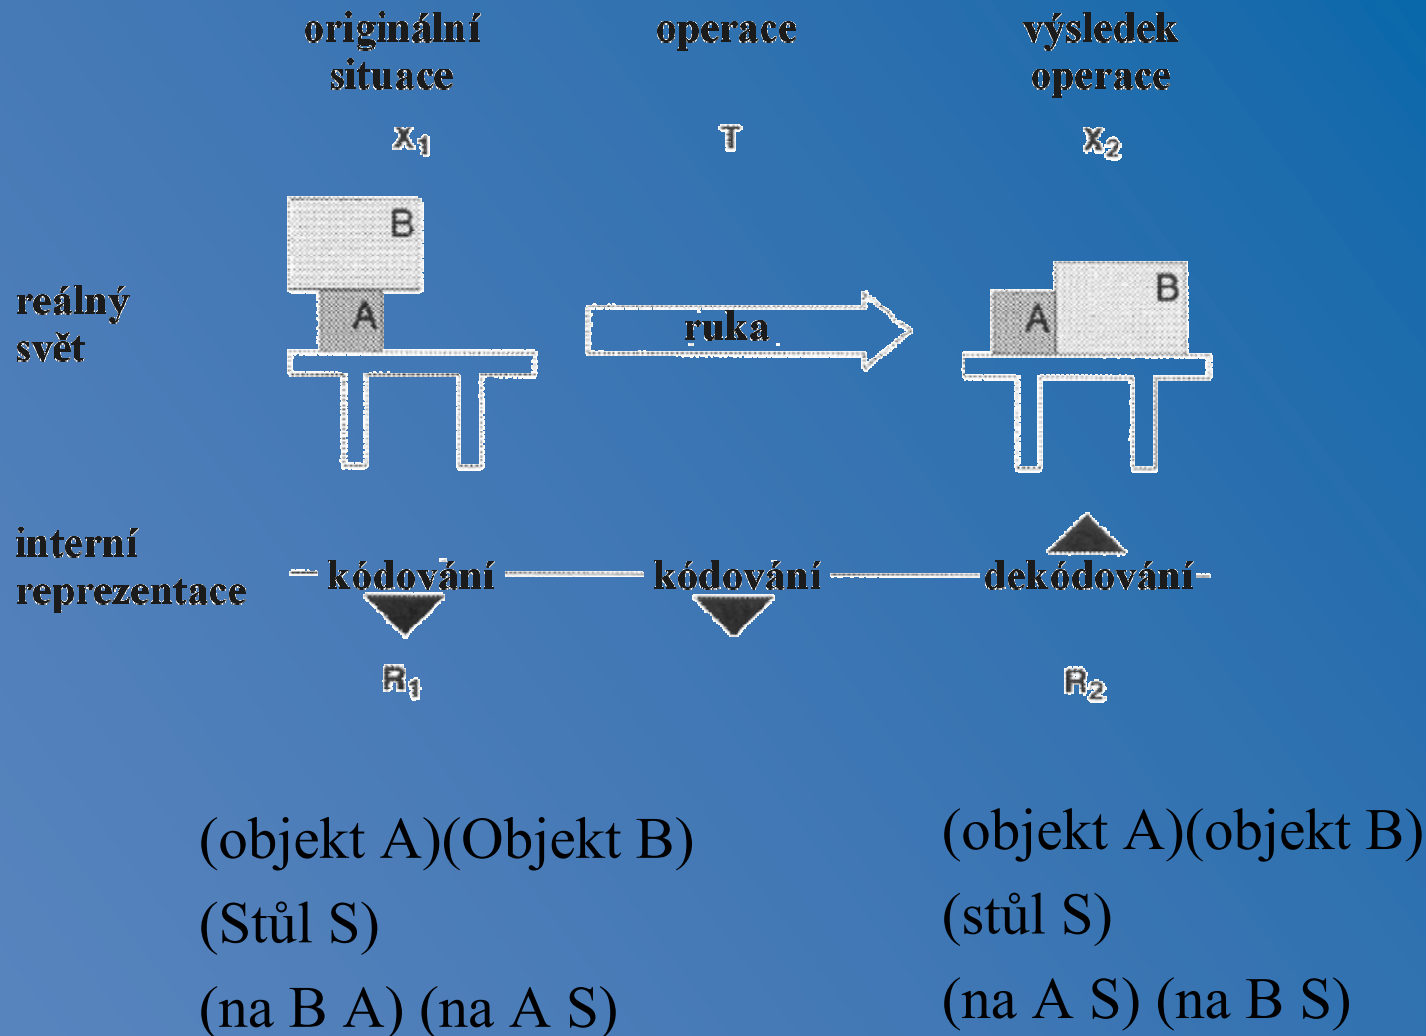 originální
situace
operace
výsledek
operace
X₁
T
X₂
B
A
reálný
svět
ruka
A
B
interní
reprezentace
kódování
kódování
dekódování
R₁
R₂
(objekt A)(Objekt B)
(Stůl S)
(na B A) (na A S)
(objekt A)(objekt B)
(stůl S)
(na A S) (na B S)